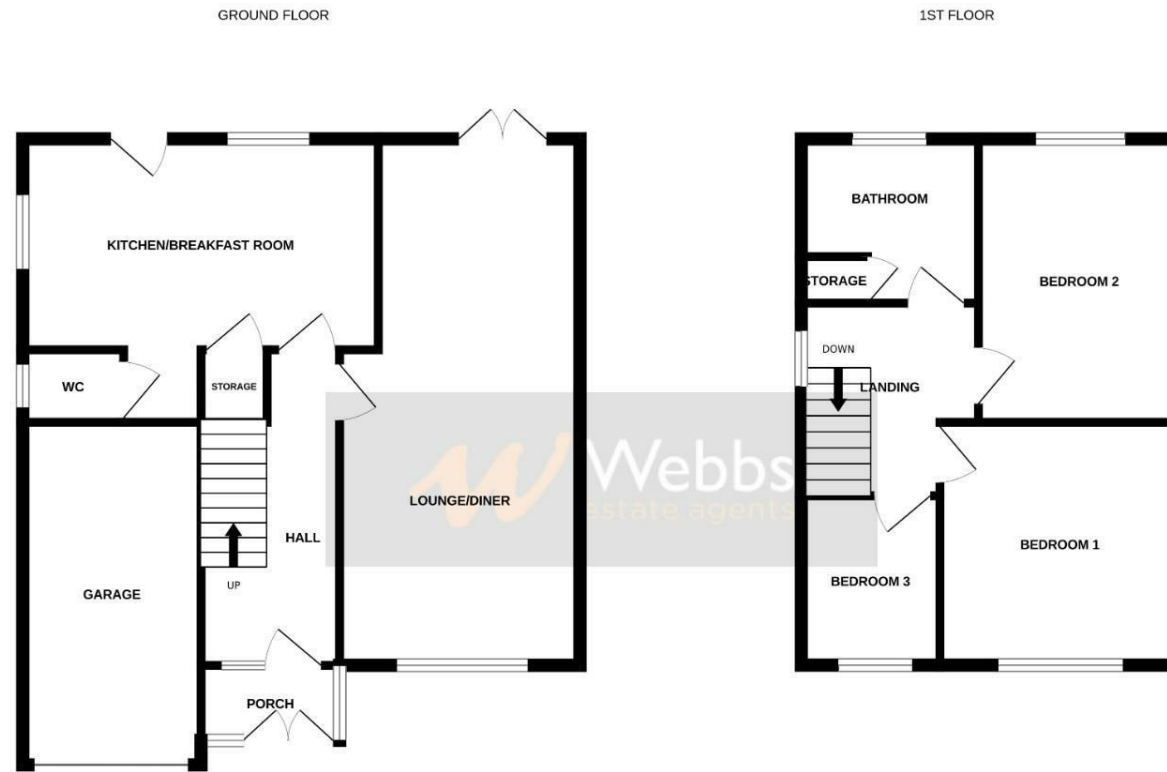 GROUND FLOOR
KITCHEN/BREAKFAST ROOM
WC
STORAGE
LOUNGE/DINER
HALL
GARAGE
UP
PORCH
1ST FLOOR
BATHROOM
STORAGE
BEDROOM 2
DOWN
LANDING
BEDROOM 1
BEDROOM 3
Webbs
estate agents